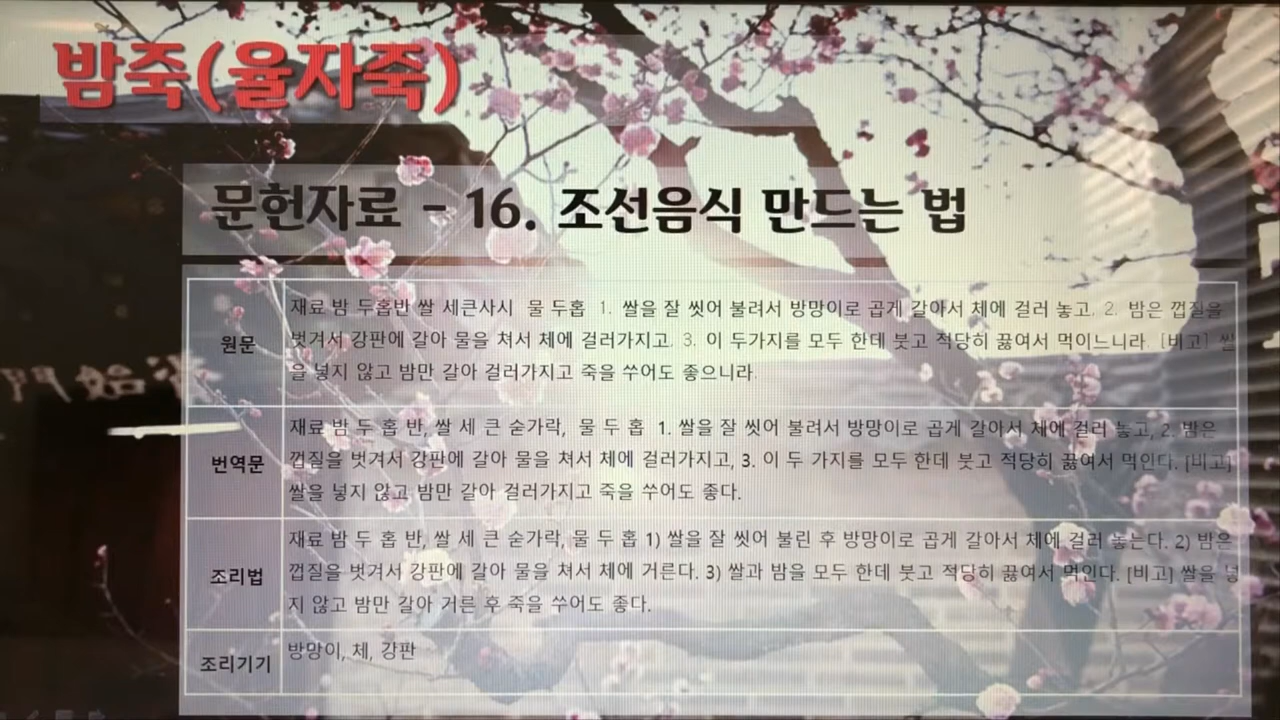 밤죽(율자죽)
문헌자료 - 16. 조선음식 만드는 법
원문
재료 밤 두홉반 쌀 세큰사시 물 두홉 1. 쌀을 잘 씻어 불려서 방망이로 곱게 갈아서 체에 걸러 놓고. 2. 밤은 껍질을
벗겨서 강판에 갈아 물을 쳐서 체에 걸러가지고. 3. 이 두가지를 모두 한데 붓고 적당히 끓여서 먹이느니라. [비고] 쌀
을 넣지 않고 밤만 갈아 걸러가지고 죽을 쑤어도 좋으니라.
번역문
재료 밤 두 홉 반, 쌀 세 큰 숟가락, 물 두 홉 1. 쌀을 잘 씻어 불려서 방망이로 곱게 갈아서 체에 걸러 놓고, 2. 밤은
껍질을 벗겨서 강판에 갈아 물을 쳐서 체에 걸러가지고, 3. 이 두 가지를 모두 한데 붓고 적당히 끓여서 먹인다. [비고]
쌀을 넣지 않고 밤만 갈아 걸러가지고 죽을 쑤어도 좋다.
조리법
재료 밤 두 홉 반, 쌀 세 큰 숟가락, 물 두 홉 1) 쌀을 잘 씻어 불린 후 방망이로 곱게 갈아서 체에 걸러 놓는다. 2) 밤은
껍질을 벗겨서 강판에 갈아 물을 쳐서 체에 거른다. 3) 쌀과 밤을 모두 한데 붓고 적당히 끓여서 먹인다. [비고] 쌀을 넣
지 않고 밤만 갈아 거른 후 죽을 쑤어도 좋다.
조리기기
방망이, 체, 강판